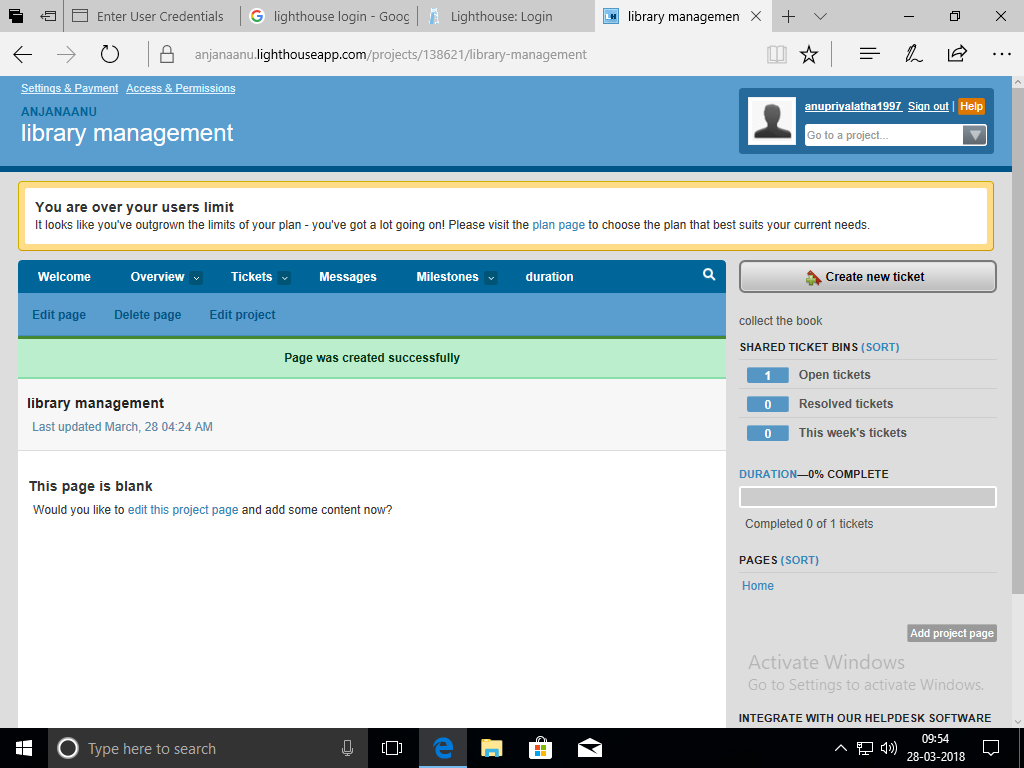 Enter User Credentials
lighthouse login - Goog
Lighthouse: Login
library managemen
anjanaanu.lighthouseapp.com/projects/138621/library-management
Settings & Payment Access & Permissions
ANJANAANU
library management
anupriyalatha1997 Sign out | Help
Go to a project...
You are over your users limit
It looks like you've outgrown the limits of your plan - you've got a lot going on! Please visit the plan page to choose the plan that best suits your current needs.
Welcome Overview Tickets Messages Milestones duration
Edit page Delete page Edit project
Page was created successfully
library management
Last updated March, 28 04:24 AM
This page is blank
Would you like to edit this project page and add some content now?
Create new ticket
collect the book
SHARED TICKET BINS (SORT)
1 Open tickets
0 Resolved tickets
0 This week's tickets
DURATION—0% COMPLETE
Completed 0 of 1 tickets
PAGES (SORT)
Home
Add project page
Activate Windows
Go to Settings to activate Windows.
INTEGRATE WITH OUR HELPDESK SOFTWARE
Type here to search
09:54
28-03-2018